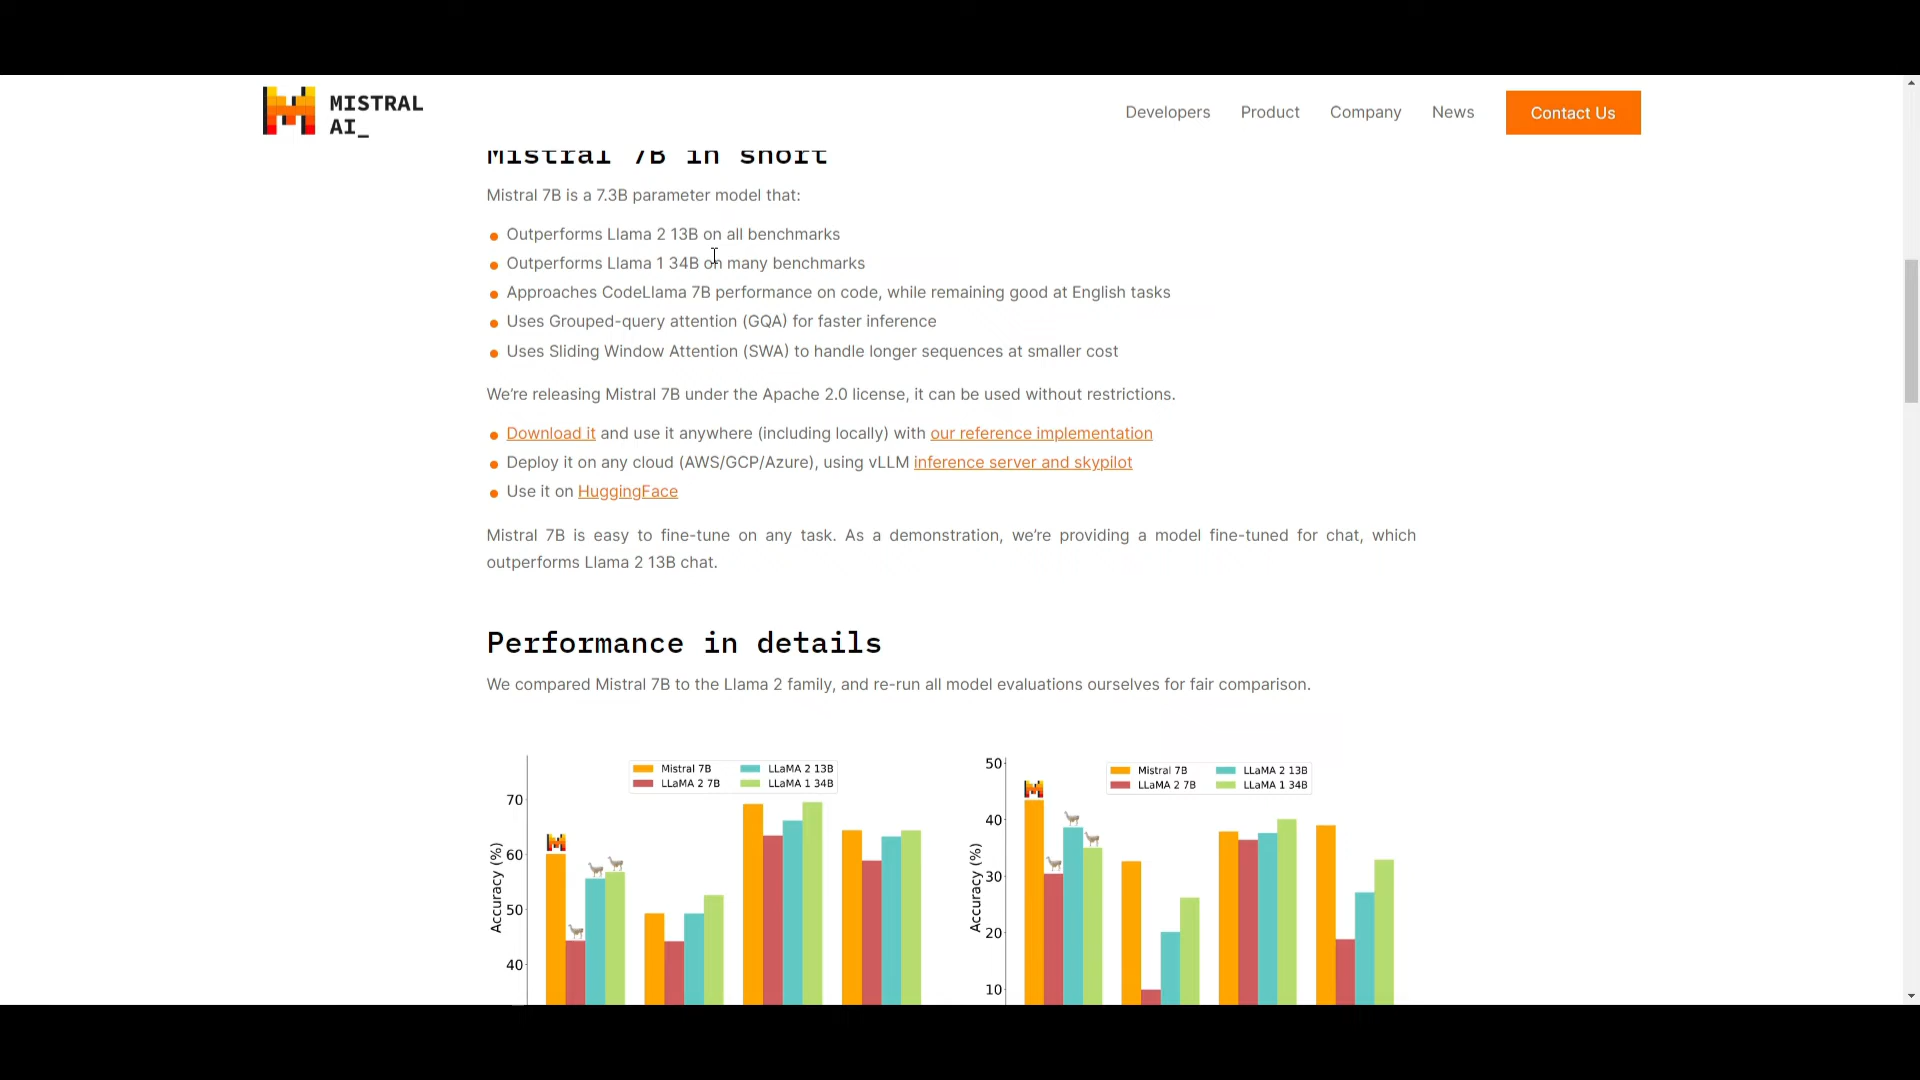 MISTRAL
AI_
Developers Product Company News Contact Us
Mistral 7B in short
Mistral 7B is a 7.3B parameter model that:
Outperforms Llama 2 13B on all benchmarks
Outperforms Llama 1 34B on many benchmarks
Approaches CodeLlama 7B performance on code, while remaining good at English tasks
Uses Grouped-query attention (GQA) for faster inference
Uses Sliding Window Attention (SWA) to handle longer sequences at smaller cost
We’re releasing Mistral 7B under the Apache 2.0 license, it can be used without restrictions.
Download it and use it anywhere (including locally) with our reference implementation
Deploy it on any cloud (AWS/GCP/Azure), using vLLM inference server and skypilot
Use it on HuggingFace
Mistral 7B is easy to fine-tune on any task. As a demonstration, we’re providing a model fine-tuned for chat, which
outperforms Llama 2 13B chat.
Performance in details
We compared Mistral 7B to the Llama 2 family, and re-run all model evaluations ourselves for fair comparison.
Mistral 7B LLaMA 2 13B
LLaMA 2 7B LLaMA 1 34B
70
60
50
40
Accuracy (%)
Mistral 7B LLaMA 2 13B
LLaMA 2 7B LLaMA 1 34B
50
40
30
20
10
Accuracy (%)